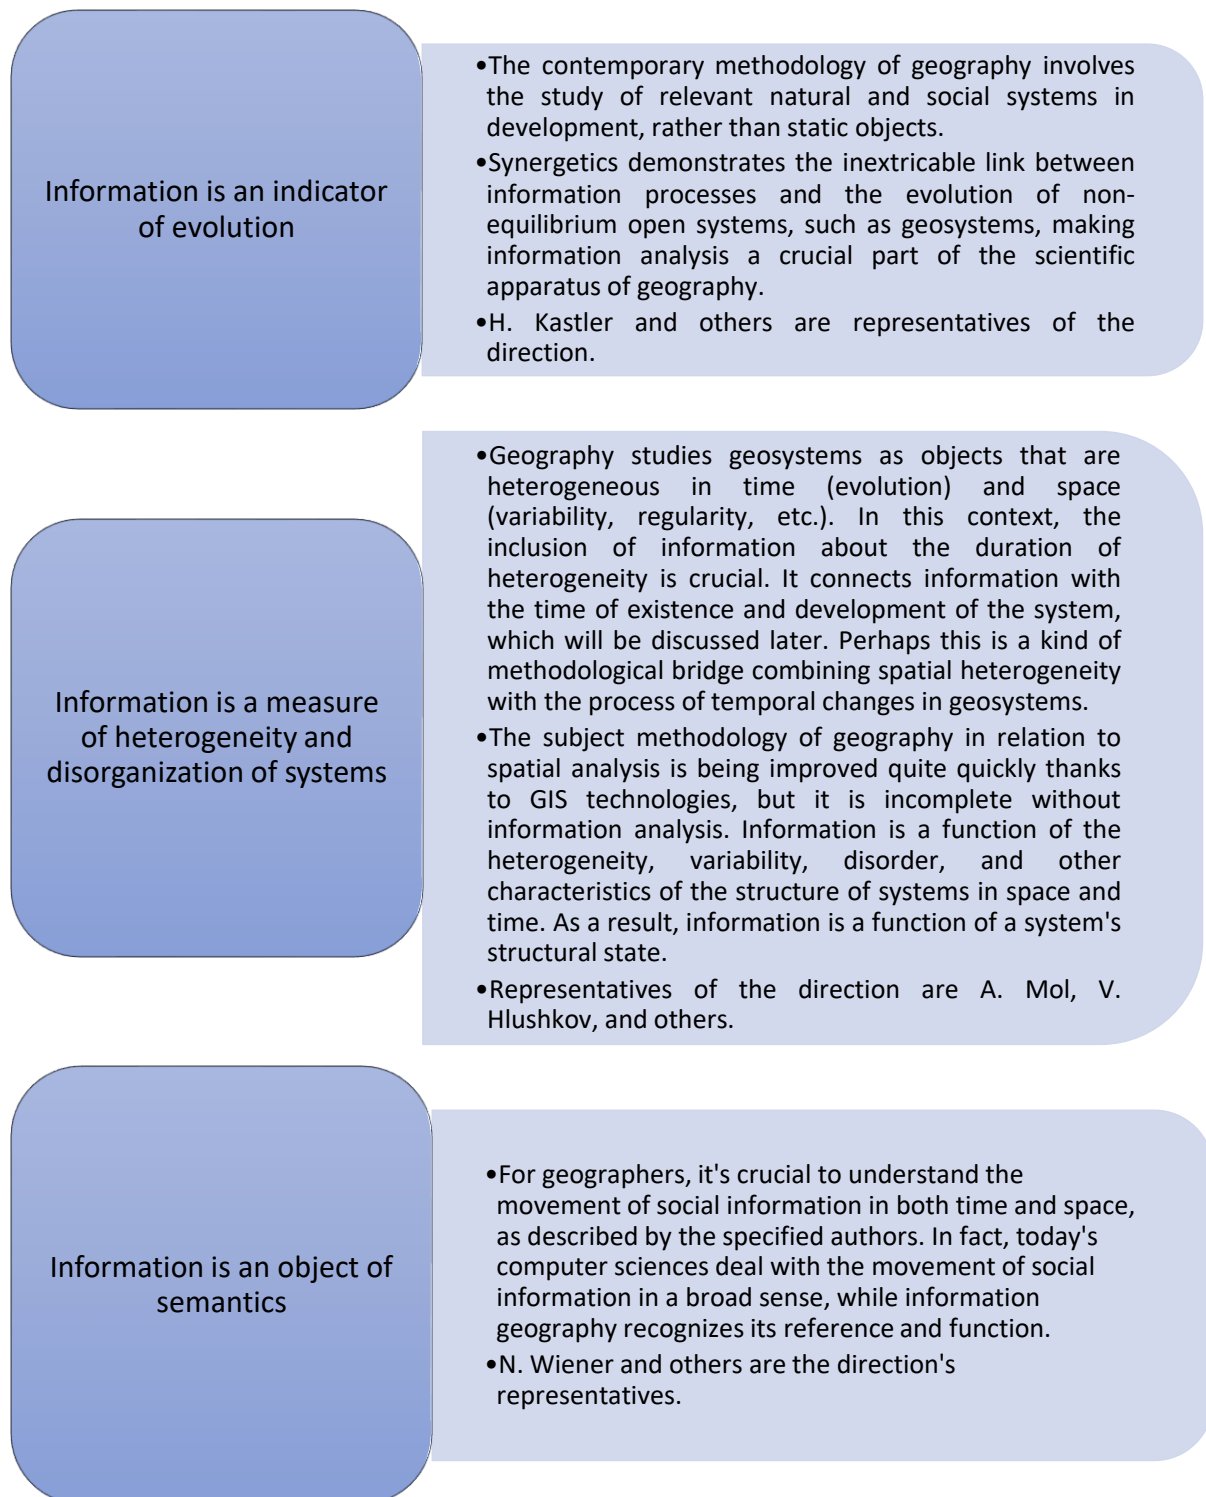 Information is an indicator
of evolution
•The contemporary methodology of geography involves
the study of relevant natural and social systems in
development, rather than static objects.
•Synergetics demonstrates the inextricable link between
information processes and the evolution of non-
equilibrium open systems, such as geosystems, making
information analysis a crucial part of the scientific
apparatus of geography.
•H. Kastler and others are representatives of the
direction.
Information is a measure
of heterogeneity and
disorganization of systems
•Geography studies geosystems as objects that are
heterogeneous in time (evolution) and space
(variability, regularity, etc.). In this context, the
inclusion of information about the duration of
heterogeneity is crucial. It connects information with
the time of existence and development of the system,
which will be discussed later. Perhaps this is a kind of
methodological bridge combining spatial heterogeneity
with the process of temporal changes in geosystems.
•The subject methodology of geography in relation to
spatial analysis is being improved quite quickly thanks
to GIS technologies, but it is incomplete without
information analysis. Information is a function of the
heterogeneity, variability, disorder, and other
characteristics of the structure of systems in space and
time. As a result, information is a function of a system's
structural state.
•Representatives of the direction are A. Mol, V.
Hlushkov, and others.
Information is an object of
semantics
•For geographers, it's crucial to understand the
movement of social information in both time and space,
as described by the specified authors. In fact, today's
computer sciences deal with the movement of social
information in a broad sense, while information
geography recognizes its reference and function.
•N. Wiener and others are the direction's
representatives.